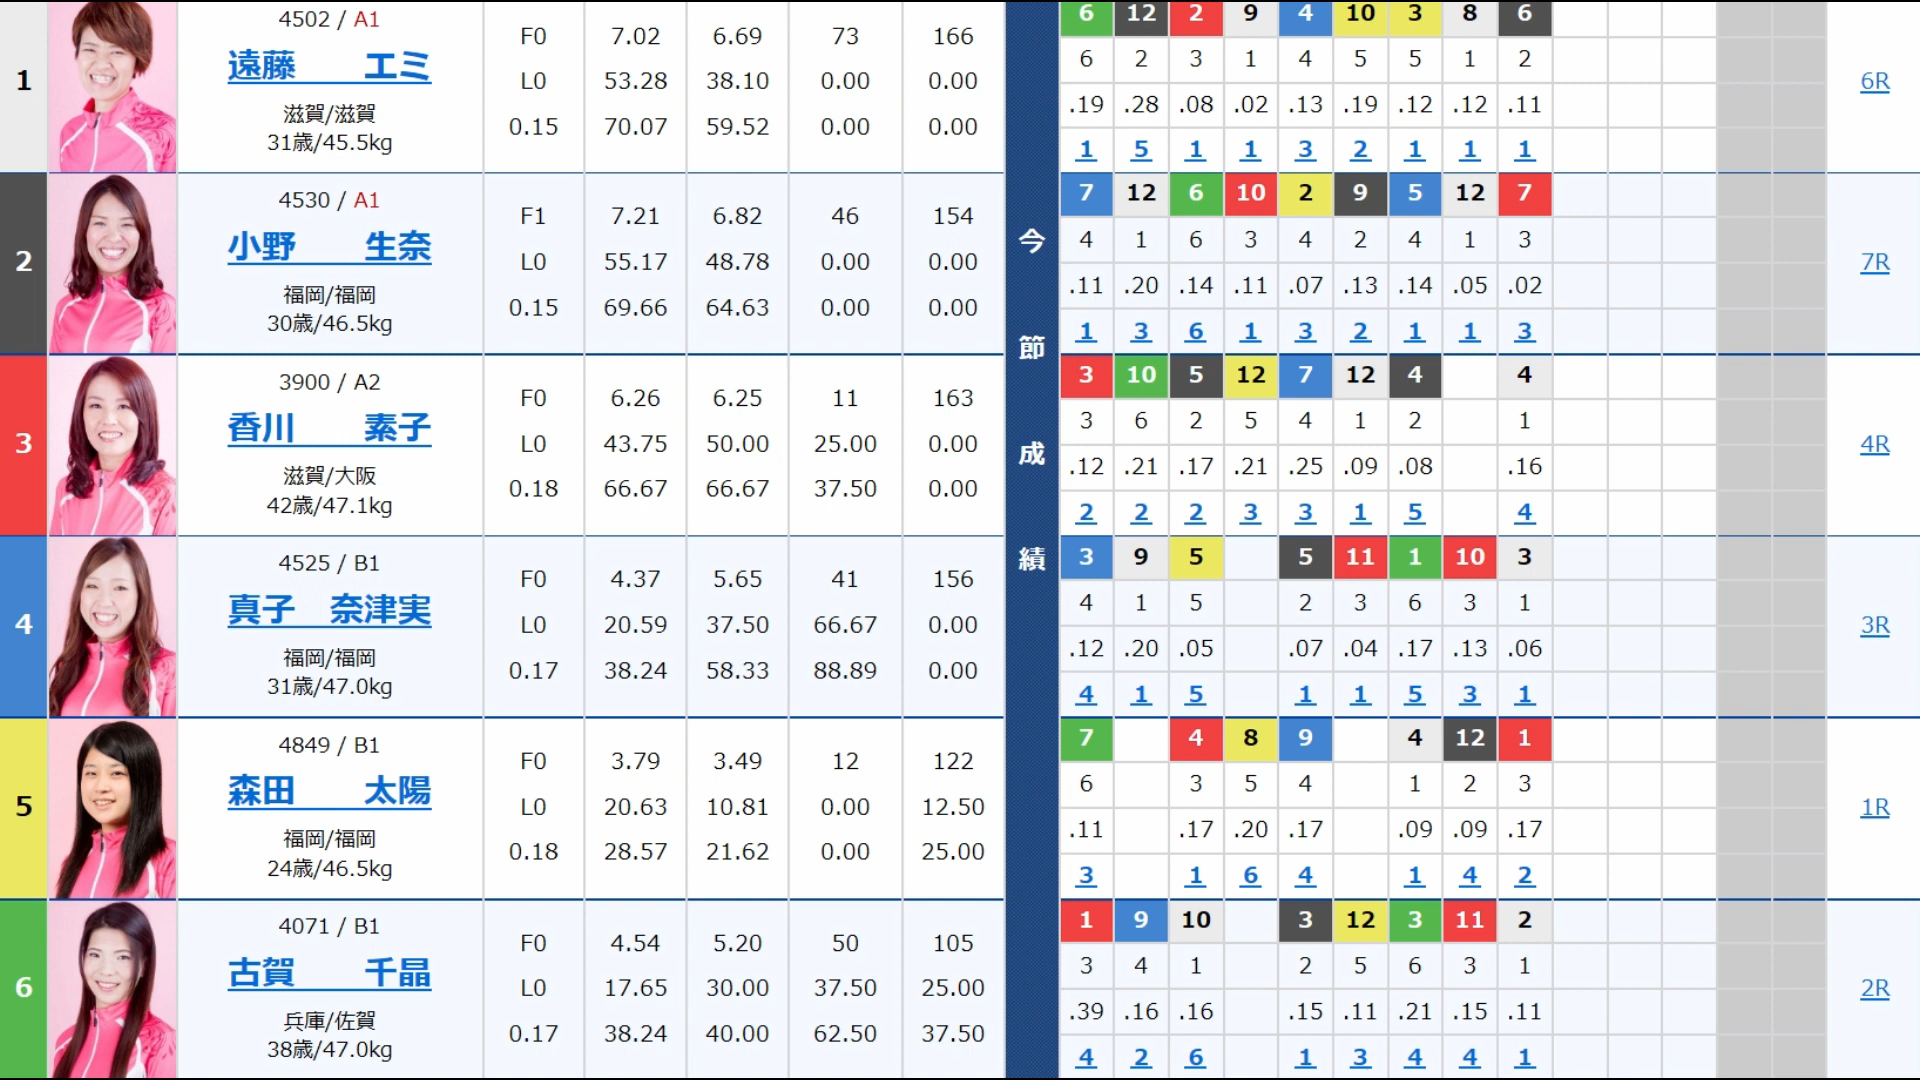 1
4502 / A1
遠藤 エミ
滋賀/滋賀
31歳/45.5kg
F0 7.02 6.69 73 166
L0 53.28 38.10 0.00 0.00
0.15 70.07 59.52 0.00 0.00
6 12 2 9 4 10 3 8 6
6 2 3 1 4 5 5 1 2
.19 .28 .08 .02 .13 .19 .12 .12 .11
1 5 1 1 3 2 1 1 1
6R
2
4530 / A1
小野 生奈
福岡/福岡
30歳/46.5kg
F1 7.21 6.82 46 154
L0 55.17 48.78 0.00 0.00
0.15 69.66 64.63 0.00 0.00
今節成績
7 12 6 10 2 9 5 12 7
4 1 6 3 4 2 4 1 3
.11 .20 .14 .11 .07 .13 .14 .05 .02
1 3 6 1 3 2 1 1 3
7R
3
3900 / A2
香川 素子
滋賀/大阪
42歳/47.1kg
F0 6.26 6.25 11 163
L0 43.75 50.00 25.00 0.00
0.18 66.67 66.67 37.50 0.00
3 10 5 12 7 12 4 4
3 6 2 5 4 1 2 1
.12 .21 .17 .21 .25 .09 .08 .16
2 2 2 3 3 1 5 4
4R
4
4525 / B1
真子 奈津実
福岡/福岡
31歳/47.0kg
F0 4.37 5.65 41 156
L0 20.59 37.50 66.67 0.00
0.17 38.24 58.33 88.89 0.00
3 9 5 5 11 1 10 3
4 1 5 2 3 6 3 1
.12 .20 .05 .07 .04 .17 .13 .06
4 1 5 1 1 5 3 1
3R
5
4849 / B1
森田 太陽
福岡/福岡
24歳/46.5kg
F0 3.79 3.49 12 122
L0 20.63 10.81 0.00 12.50
0.18 28.57 21.62 0.00 25.00
7 4 8 9 4 12 1
6 3 5 4 1 2 3
.11 .17 .20 .17 .09 .09 .17
3 1 6 4 1 4 2
1R
6
4071 / B1
古賀 千晶
兵庫/佐賀
38歳/47.0kg
F0 4.54 5.20 50 105
L0 17.65 30.00 37.50 25.00
0.17 38.24 40.00 62.50 37.50
1 9 10 3 12 3 11 2
3 4 1 2 5 6 3 1
.39 .16 .16 .15 .11 .21 .15 .11
4 2 6 1 3 4 4 1
2R